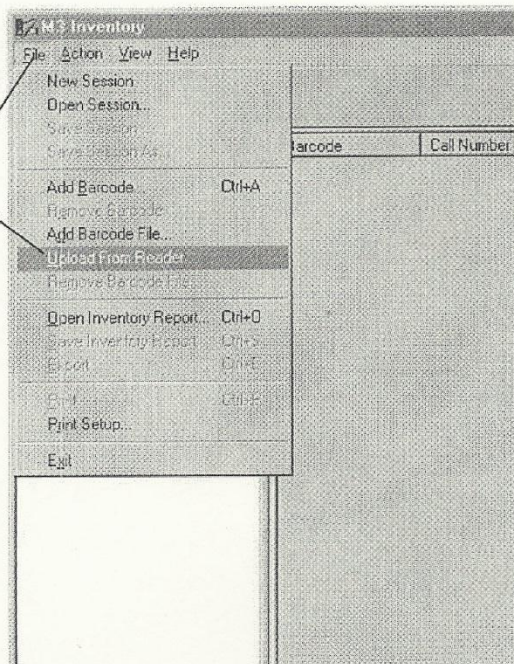 M3 Inventory
File Action View Help
New Session
Open Session...
Save Session
Save Session As...
Barcode Call Number
Add Barcode... Ctrl+A
Remove Barcode
Add Barcode File...
Upload From Reader
Remove Barcode File...
Open Inventory Report... Ctrl+O
Save Inventory Report Ctrl+S
Export Ctrl+E
Print Ctrl+P
Print Setup...
Exit